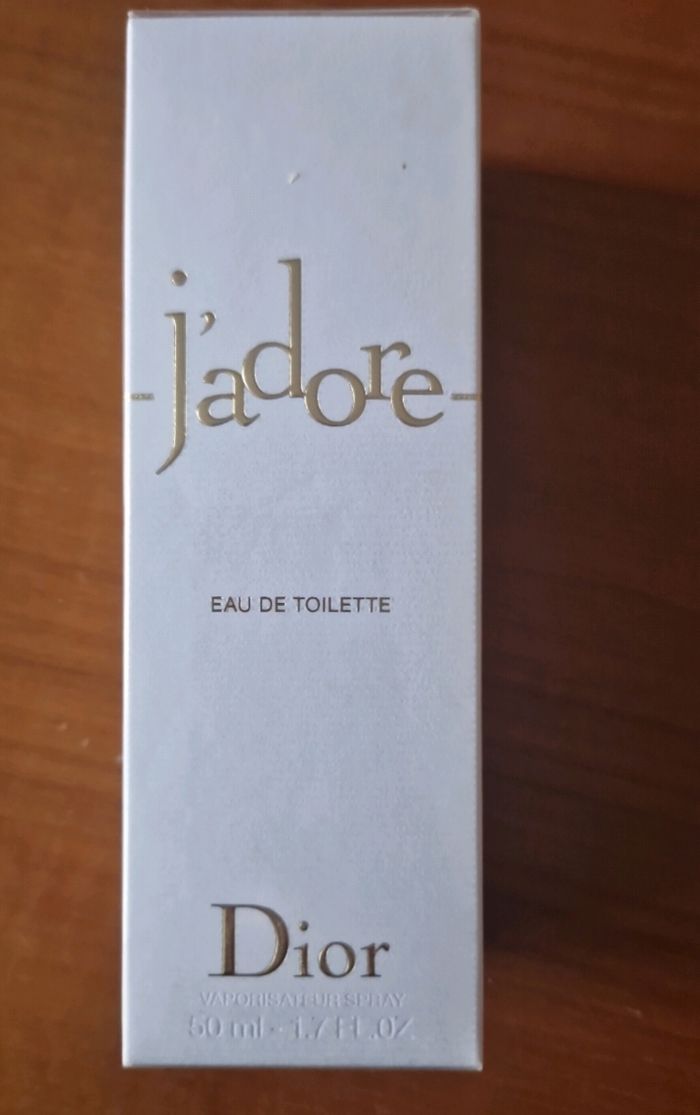 j'adore
EAU DE TOILETTE
Dior
VAPORISATEUR SPRAY
50 ml - 1.7 FL.OZ